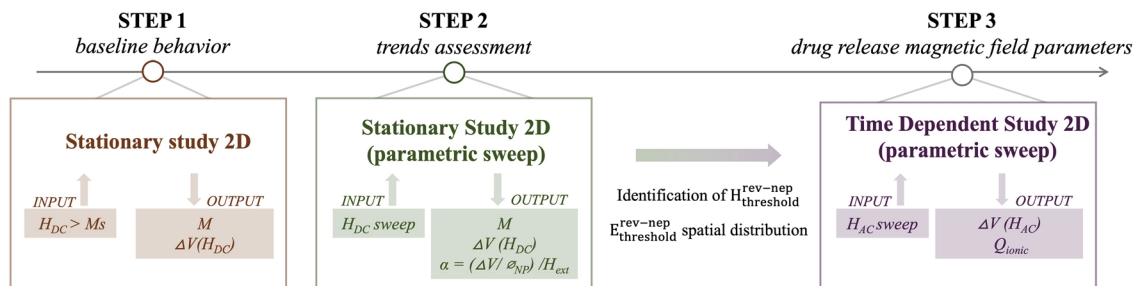 STEP 1
baseline behavior
Stationary study 2D
INPUT
H_DC > Ms
OUTPUT
M
ΔV(H_DC)
STEP 2
trends assessment
Stationary Study 2D
(parametric sweep)
INPUT
H_DC sweep
OUTPUT
M
ΔV (H_DC)
α = (ΔV/ ⌀_NP) /H_ext
Identification of H_threshold^rev−nep
E_threshold^rev−nep spatial distribution
STEP 3
drug release magnetic field parameters
Time Dependent Study 2D
(parametric sweep)
INPUT
H_AC sweep
OUTPUT
ΔV (H_AC)
Q_ionic